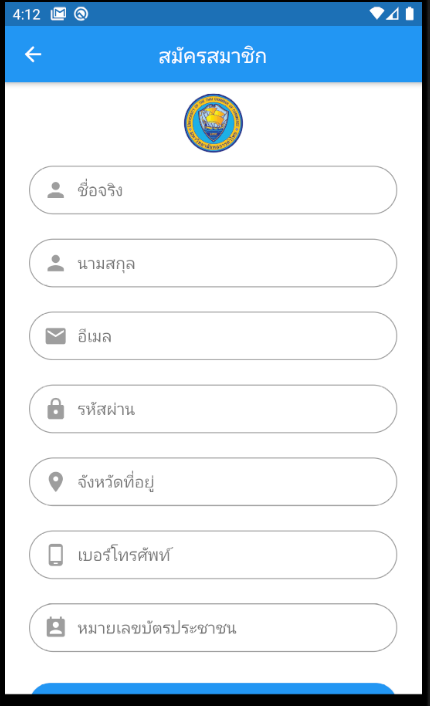 4:12
สมัครสมาชิก
ชื่อจริง
นามสกุล
อีเมล
รหัสผ่าน
จังหวัดที่อยู่
เบอร์โทรศัพท์
หมายเลขบัตรประชาชน